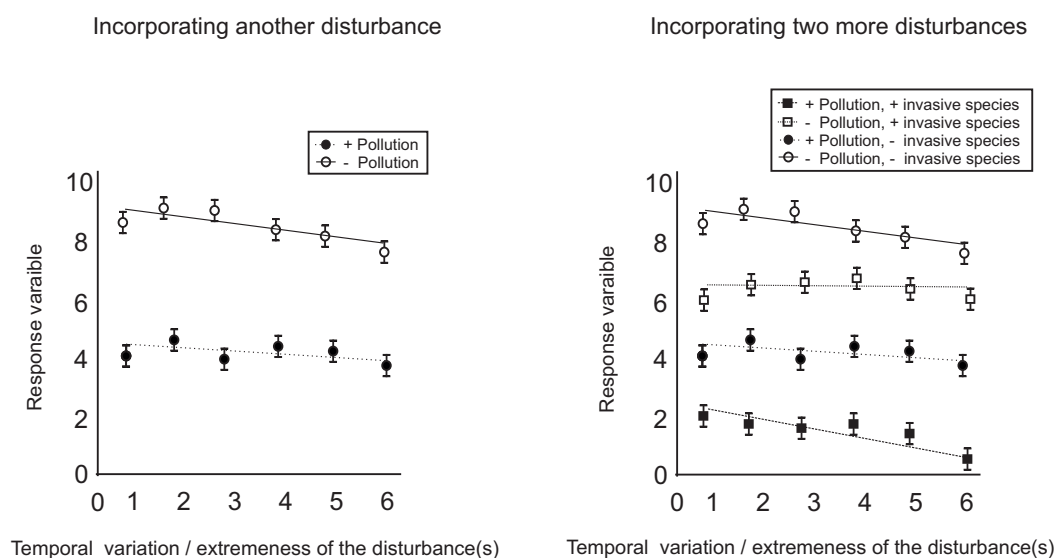 Incorporating another disturbance
+ Pollution
- Pollution
10
8
6
4
2
0
0 1 2 3 4 5 6
Response varaible
Temporal variation / extremeness of the disturbance(s)
Incorporating two more disturbances
+ Pollution, + invasive species
- Pollution, + invasive species
+ Pollution, - invasive species
- Pollution, - invasive species
10
8
6
4
2
0
0 1 2 3 4 5 6
Response varaible
Temporal variation / extremeness of the disturbance(s)